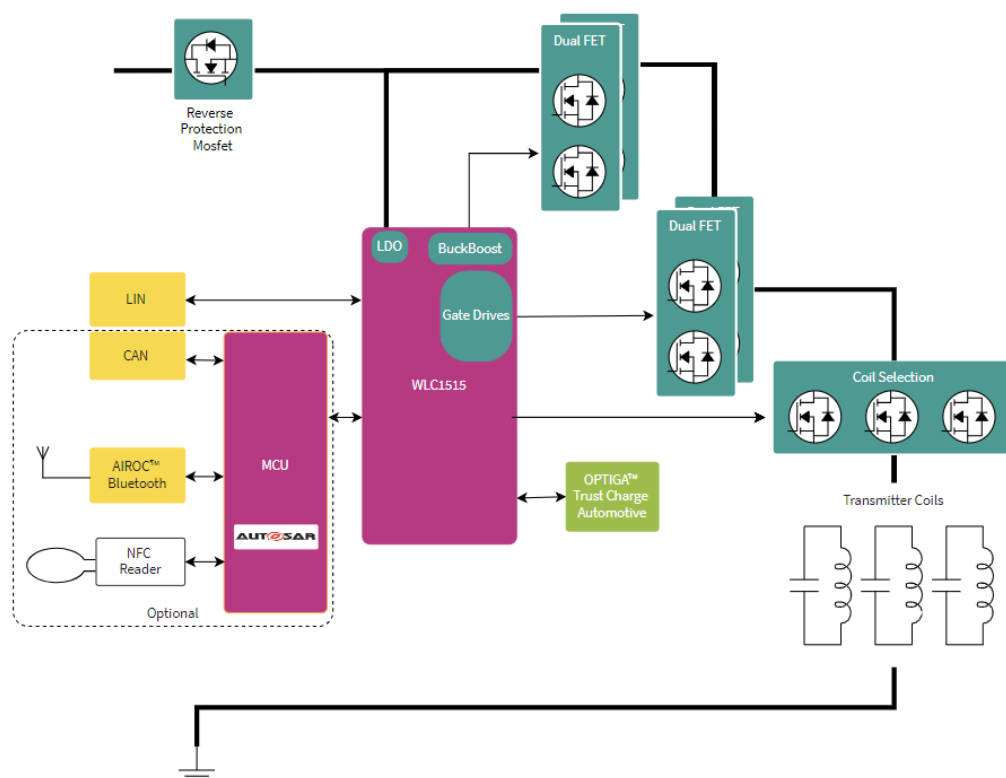 Dual FET
Reverse
Protection
Mosfet
Dual FET
LDO
BuckBoost
LIN
Gate Drives
CAN
WLC1515
Coil Selection
AIROC™
Bluetooth
MCU
OPTIGA™
Trust Charge
Automotive
Transmitter Coils
AUTOSAR
NFC
Reader
Optional